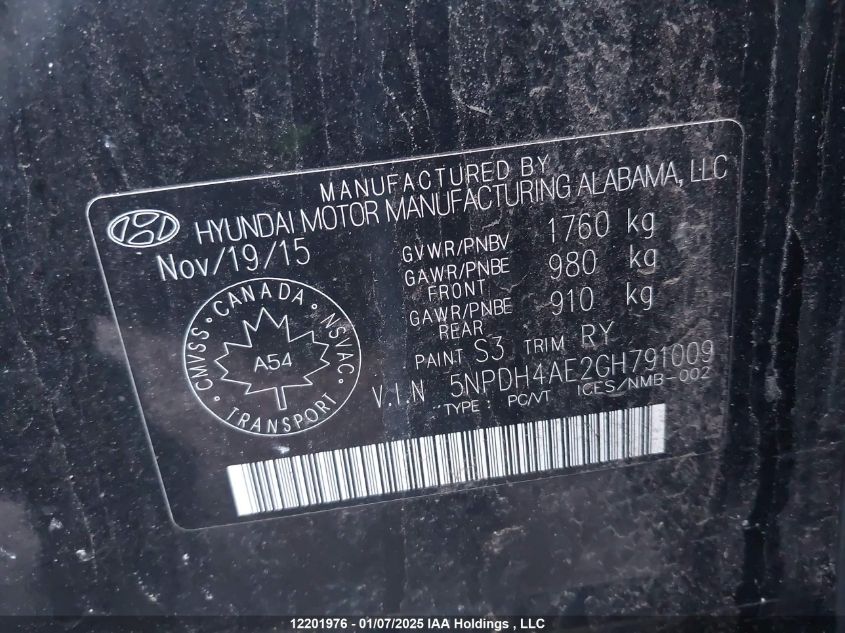 MANUFACTURED BY
HYUNDAI MOTOR MANUFACTURING ALABAMA, LLC
Nov/19/15
GVWR/PNBV 1760 kg
GAWR/PNBE FRONT 980 kg
GAWR/PNBE REAR 910 kg
PAINT S3 TRIM RY
V.I.N 5NPDH4AE2GH791009
TYPE : PC/VT ICES/NMB-002
CMVSS · CANADA · NSVAC · TRANSPORT
A54
12201976 - 01/07/2025 IAA Holdings , LLC